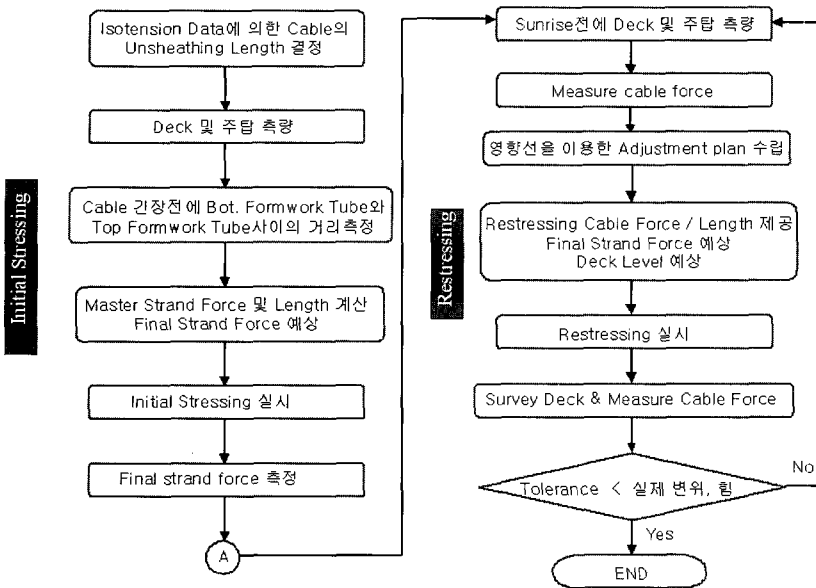 Initial Stressing
Isotension Data에 의한 Cable의
Unsheathing Length 결정
Deck 및 주탑 측량
Cable 긴장전에 Bot. Formwork Tube와
Top Formwork Tube사이의 거리측정
Master Strand Force 및 Length 계산
Final Strand Force 예상
Initial Stressing 실시
Final strand force 측정
A
Restressing
Sunrise전에 Deck 및 주탑 측량
Measure cable force
영향선을 이용한 Adjustment plan 수립
Restressing Cable Force / Length 제공
Final Strand Force 예상
Deck Level 예상
Restressing 실시
Survey Deck & Measure Cable Force
Tolerance < 실제 변위, 힘
No
Yes
END